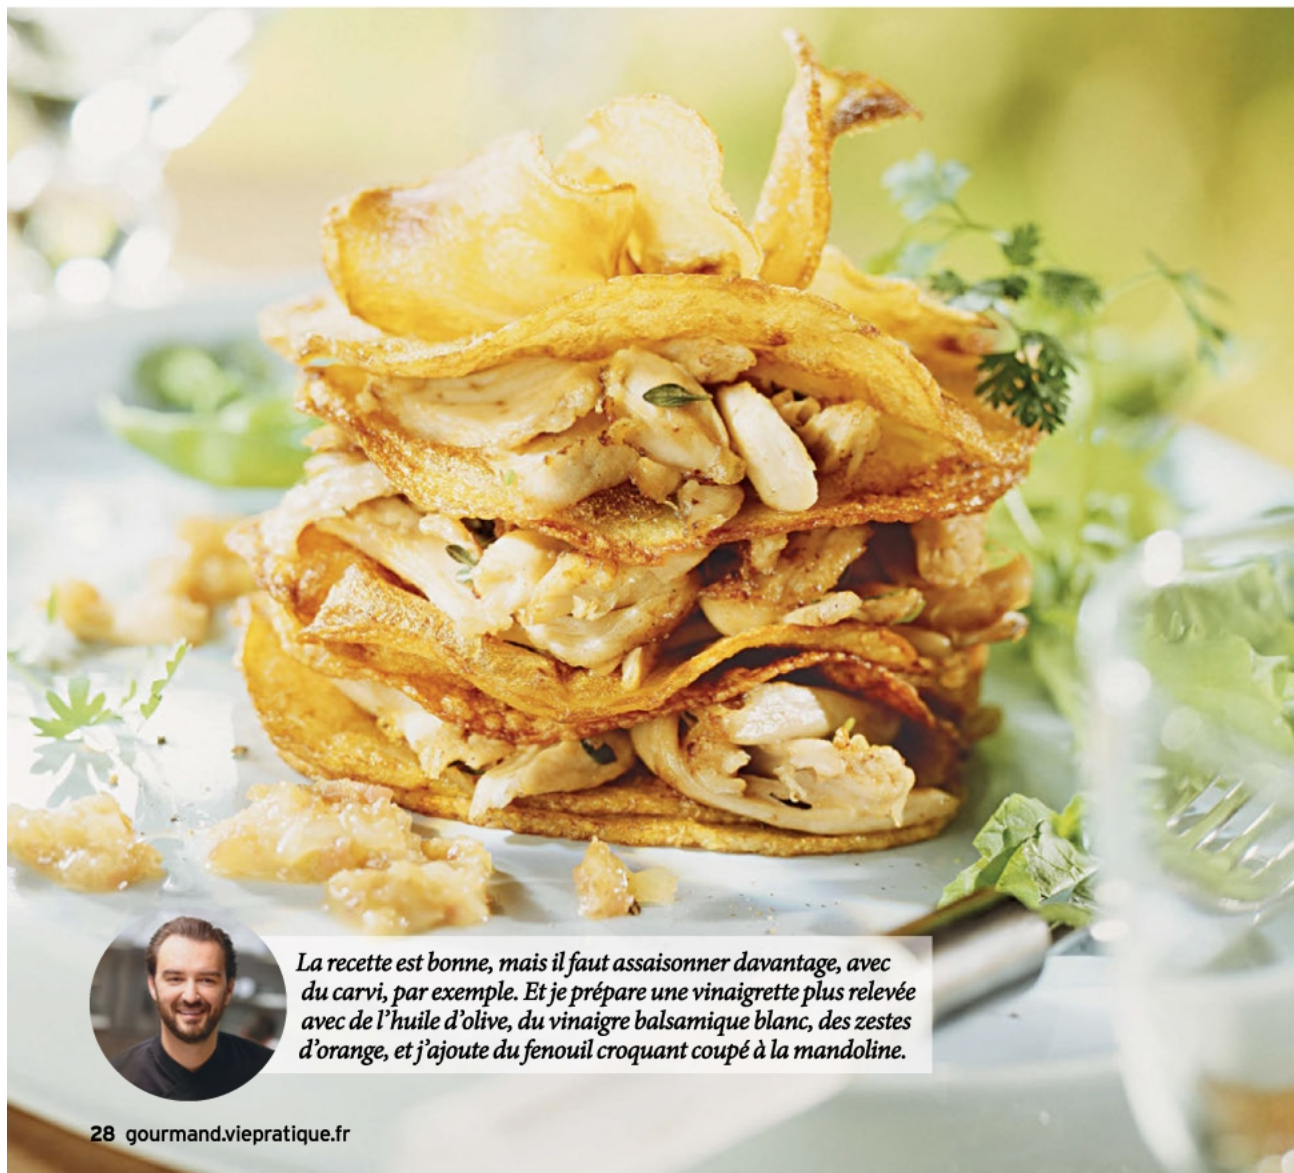 La recette est bonne, mais il faut assaisonner davantage, avec
du carvi, par exemple. Et je prépare une vinaigrette plus relevée
avec de l'huile d'olive, du vinaigre balsamique blanc, des zestes
d'orange, et j'ajoute du fenouil croquant coupé à la mandoline.
28 gourmand.viepratique.fr